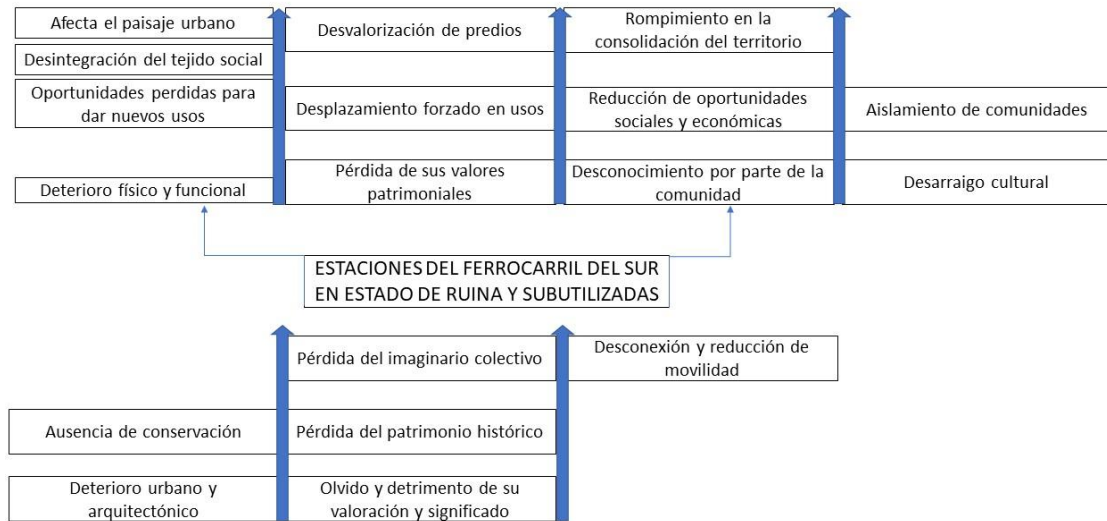 Afecta el paisaje urbano
Desintegración del tejido social
Oportunidades perdidas para
dar nuevos usos
Deterioro físico y funcional
Desvalorización de predios
Desplazamiento forzado en usos
Pérdida de sus valores
patrimoniales
Rompimiento en la
consolidación del territorio
Reducción de oportunidades
sociales y económicas
Desconocimiento por parte de la
comunidad
Aislamiento de comunidades
Desarraigo cultural
ESTACIONES DEL FERROCARRIL DEL SUR
EN ESTADO DE RUINA Y SUBUTILIZADAS
Ausencia de conservación
Deterioro urbano y
arquitectónico
Pérdida del imaginario colectivo
Pérdida del patrimonio histórico
Olvido y detrimento de su
valoración y significado
Desconexión y reducción de
movilidad